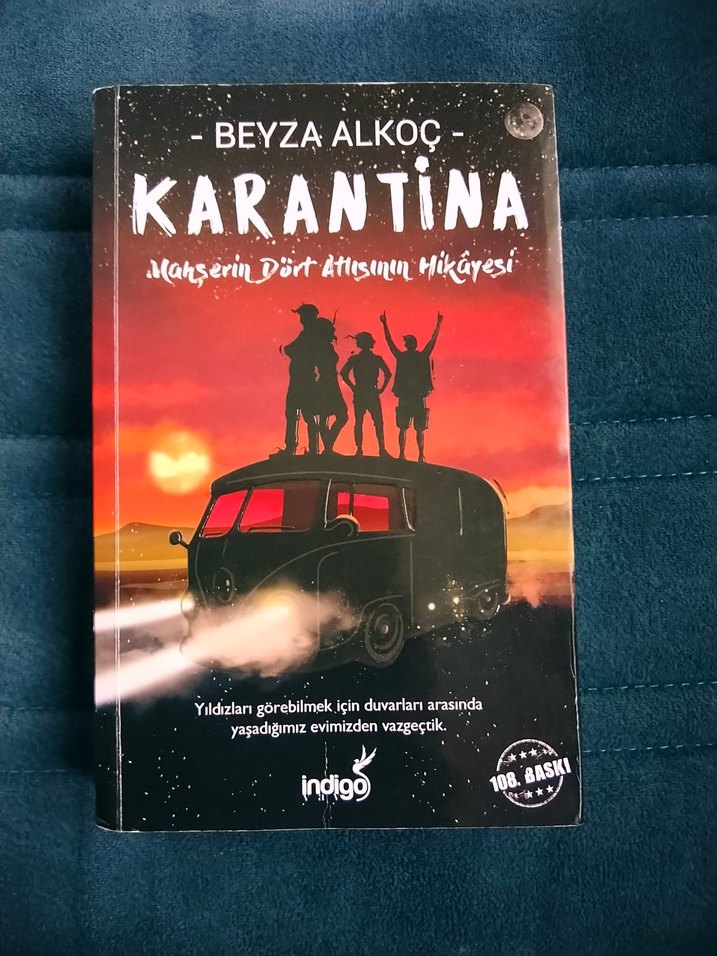 - BEYZA ALKOÇ -
KARANTİNA
Mahşerin Dört Atlısının Hikâyesi
Yıldızları görebilmek için duvarları arasında
yaşadığımız evimizden vazgeçtik.
indigo
108. BASKI